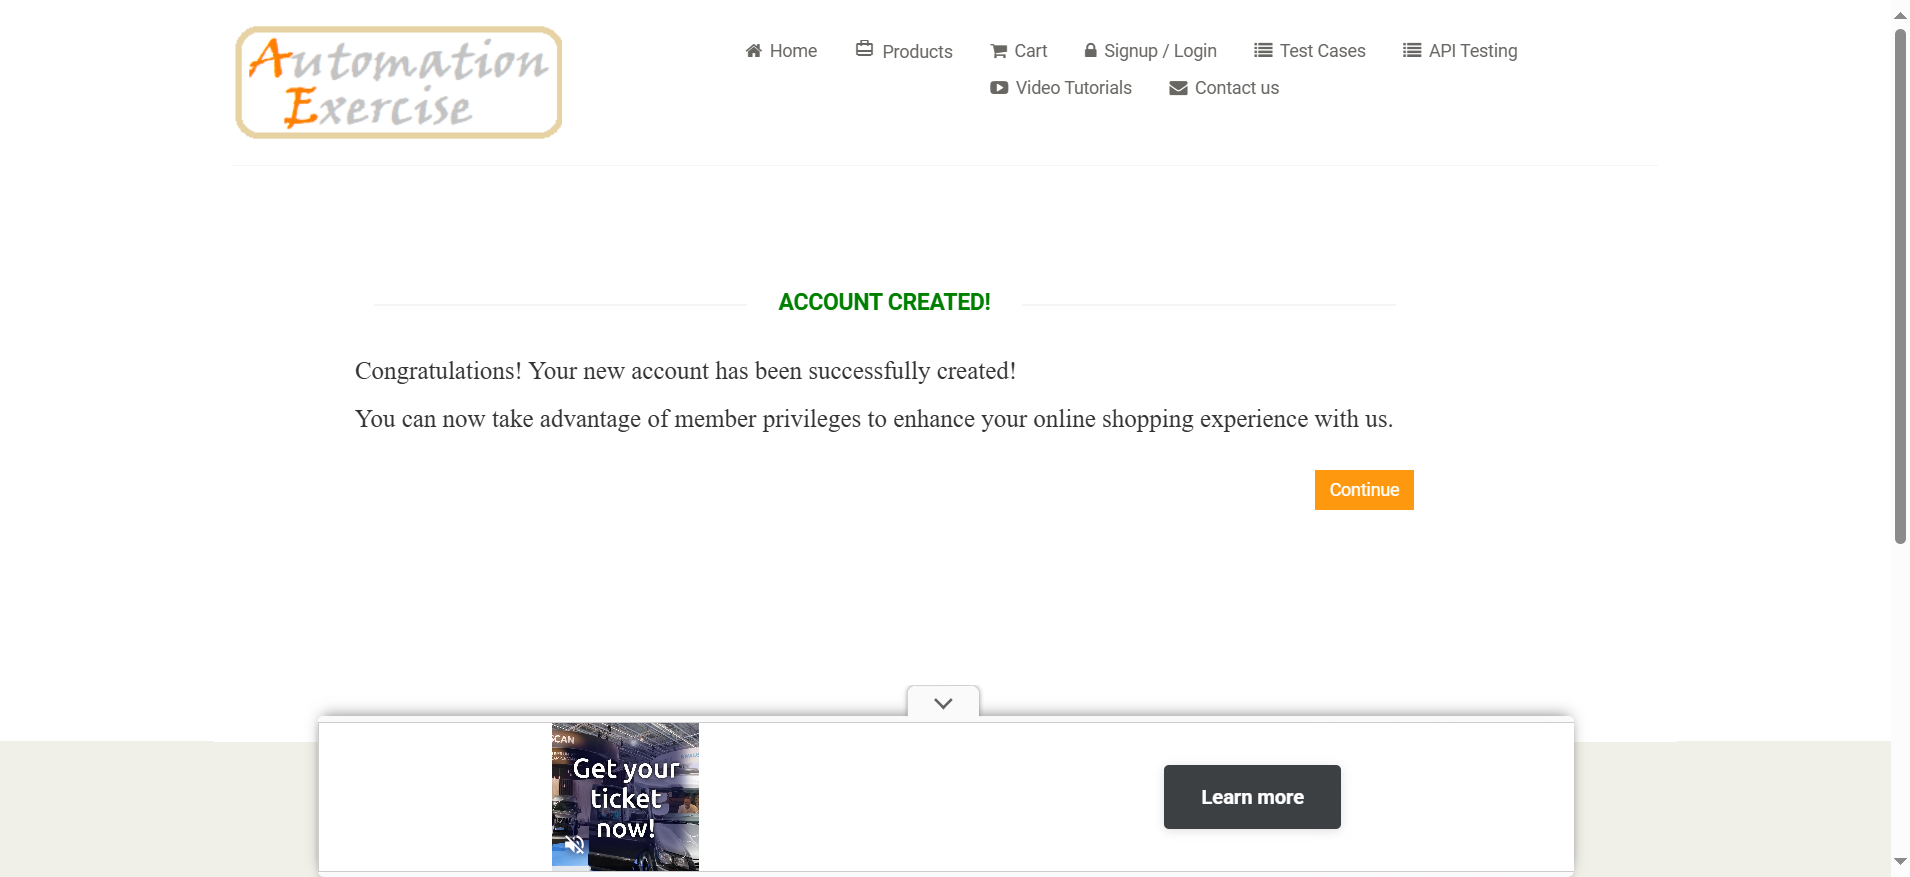 Automation
Exercise
Home
Products
Cart
Signup / Login
Test Cases
API Testing
Video Tutorials
Contact us
ACCOUNT CREATED!
Congratulations! Your new account has been successfully created!
You can now take advantage of member privileges to enhance your online shopping experience with us.
Continue
SCAN
Get your
ticket
now!
Learn more